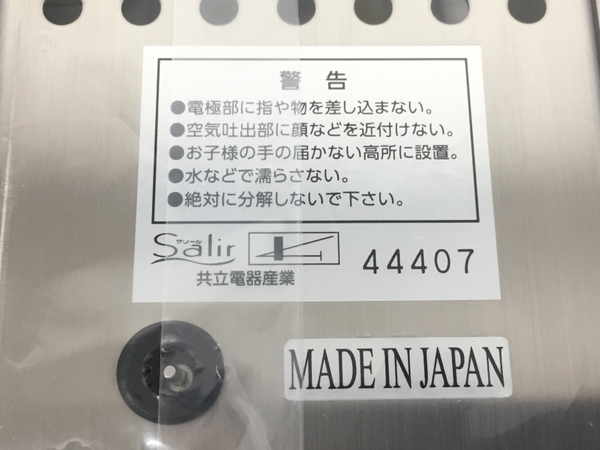 警告
●電極部に指や物を差し込まない。
●空気吐出部に顔などを近付けない。
●お子様の手の届かない高所に設置。
●水などで濡らさない。
●絶対に分解しないで下さい。
サリール
Salir
44407
共立電器産業
MADE IN JAPAN